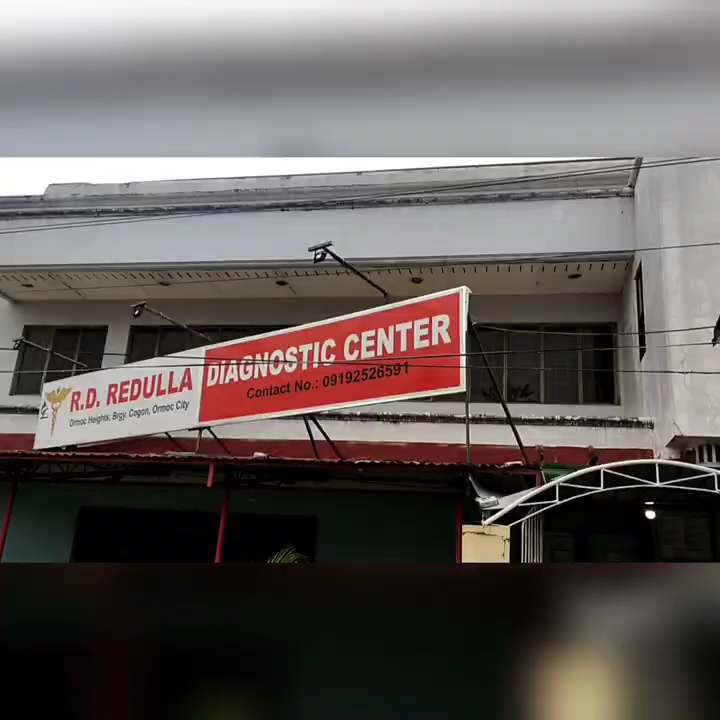 R.D. REDULLA
Ormoc Heights, Brgy. Cogon, Ormoc City
DIAGNOSTIC CENTER
Contact No.: 09192526591